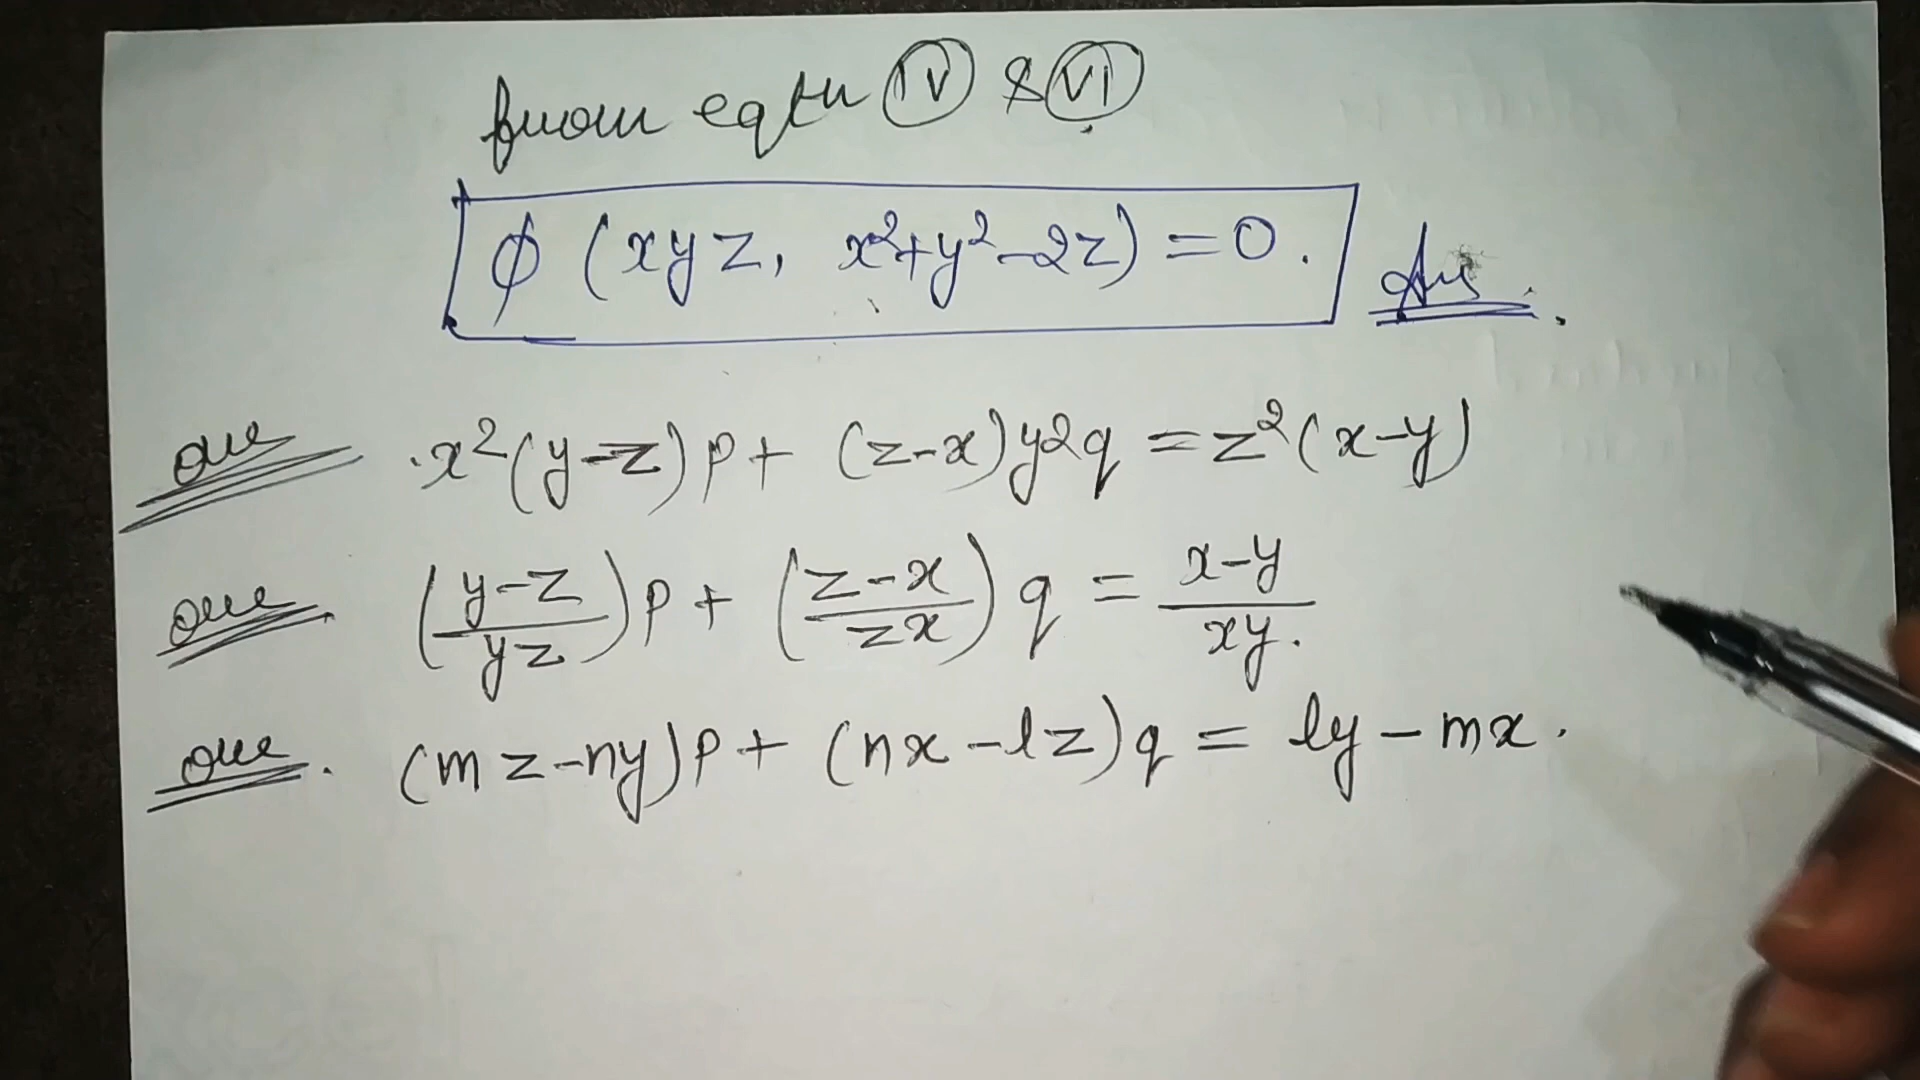 from eqtn (IV) & (VI)
ϕ (xyz, x²+y²-2z) = 0. Ans.
Que x²(y-z)p + (z-x)y2q = z²(x-y)
Que. ((y-z)/yz)p + ((z-x)/zx)q = (x-y)/xy.
Que. (mz-ny)p + (nx-lz)q = ly-mx.